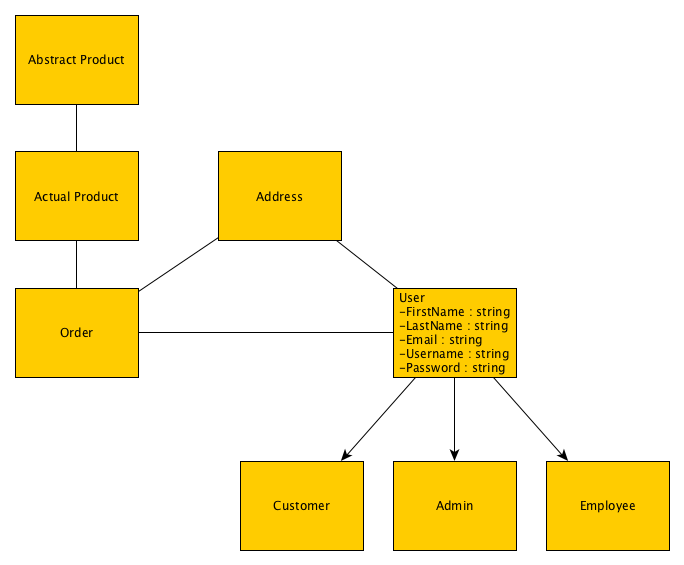 Abstract Product
Actual Product
Address
Order
User
-FirstName : string
-LastName : string
-Email : string
-Username : string
-Password : string
Customer
Admin
Employee